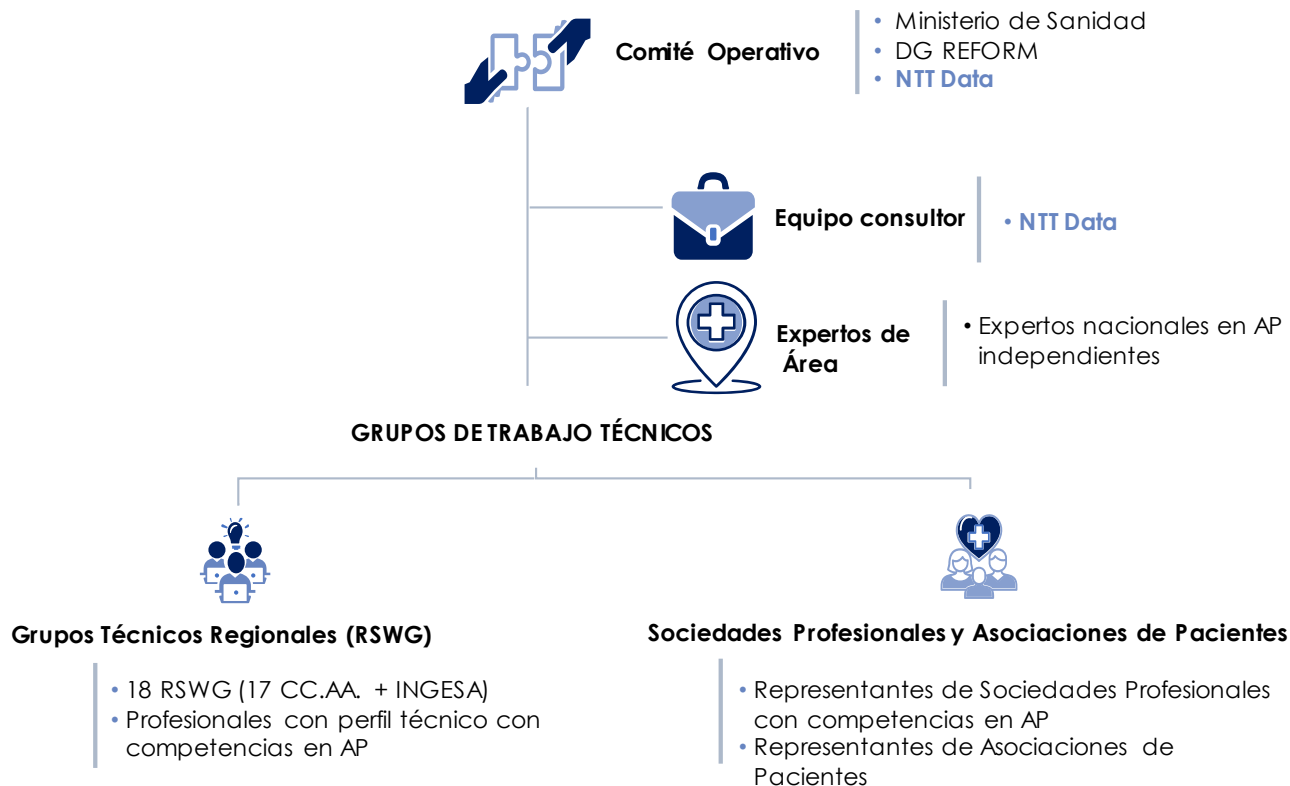 Comité Operativo
• Ministerio de Sanidad
• DG REFORM
• NTT Data
Equipo consultor
• NTT Data
Expertos de
Área
• Expertos nacionales en AP
independientes
GRUPOS DE TRABAJO TÉCNICOS
Grupos Técnicos Regionales (RSWG)
• 18 RSWG (17 CC.AA. + INGESA)
• Profesionales con perfil técnico con
competencias en AP
Sociedades Profesionales y Asociaciones de Pacientes
• Representantes de Sociedades Profesionales
con competencias en AP
• Representantes de Asociaciones de
Pacientes